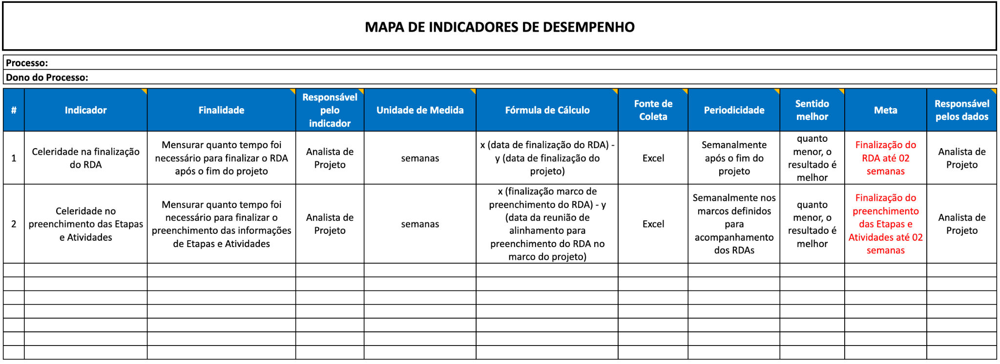 MAPA DE INDICADORES DE DESEMPENHO
Processo:
Dono do Processo:
#
Indicador
Finalidade
Responsável
pelo
indicador
Unidade de Medida
Fórmula de Cálculo
Fonte de
Coleta
Periodicidade
Sentido
melhor
Meta
Responsável
pelos dados
1
Celeridade na finalização
do RDA
Mensurar quanto tempo foi
necessário para finalizar o RDA
após o fim do projeto
Analista de
Projeto
semanas
x (data de finalização do RDA) -
y (data de finalização do
projeto)
Excel
Semanalmente
após o fim do
projeto
quanto
menor, o
resultado é
melhor
Finalização do
RDA até 02
semanas
Analista de
Projeto
2
Celeridade no
preenchimento das Etapas
e Atividades
Mensurar quanto tempo foi
necessário para finalizar o
preenchimento das informações
de Etapas e Atividades
Analista de
Projeto
semanas
x (finalização marco de
preenchimento do RDA) - y
(data da reunião de
alinhamento para
preenchimento do RDA no
marco do projeto)
Excel
Semanalmente nos
marcos definidos
para
acompanhamento
dos RDAs
quanto
menor, o
resultado é
melhor
Finalização do
preenchimento
das Etapas e
Atividades até 02
semanas
Analista de
Projeto